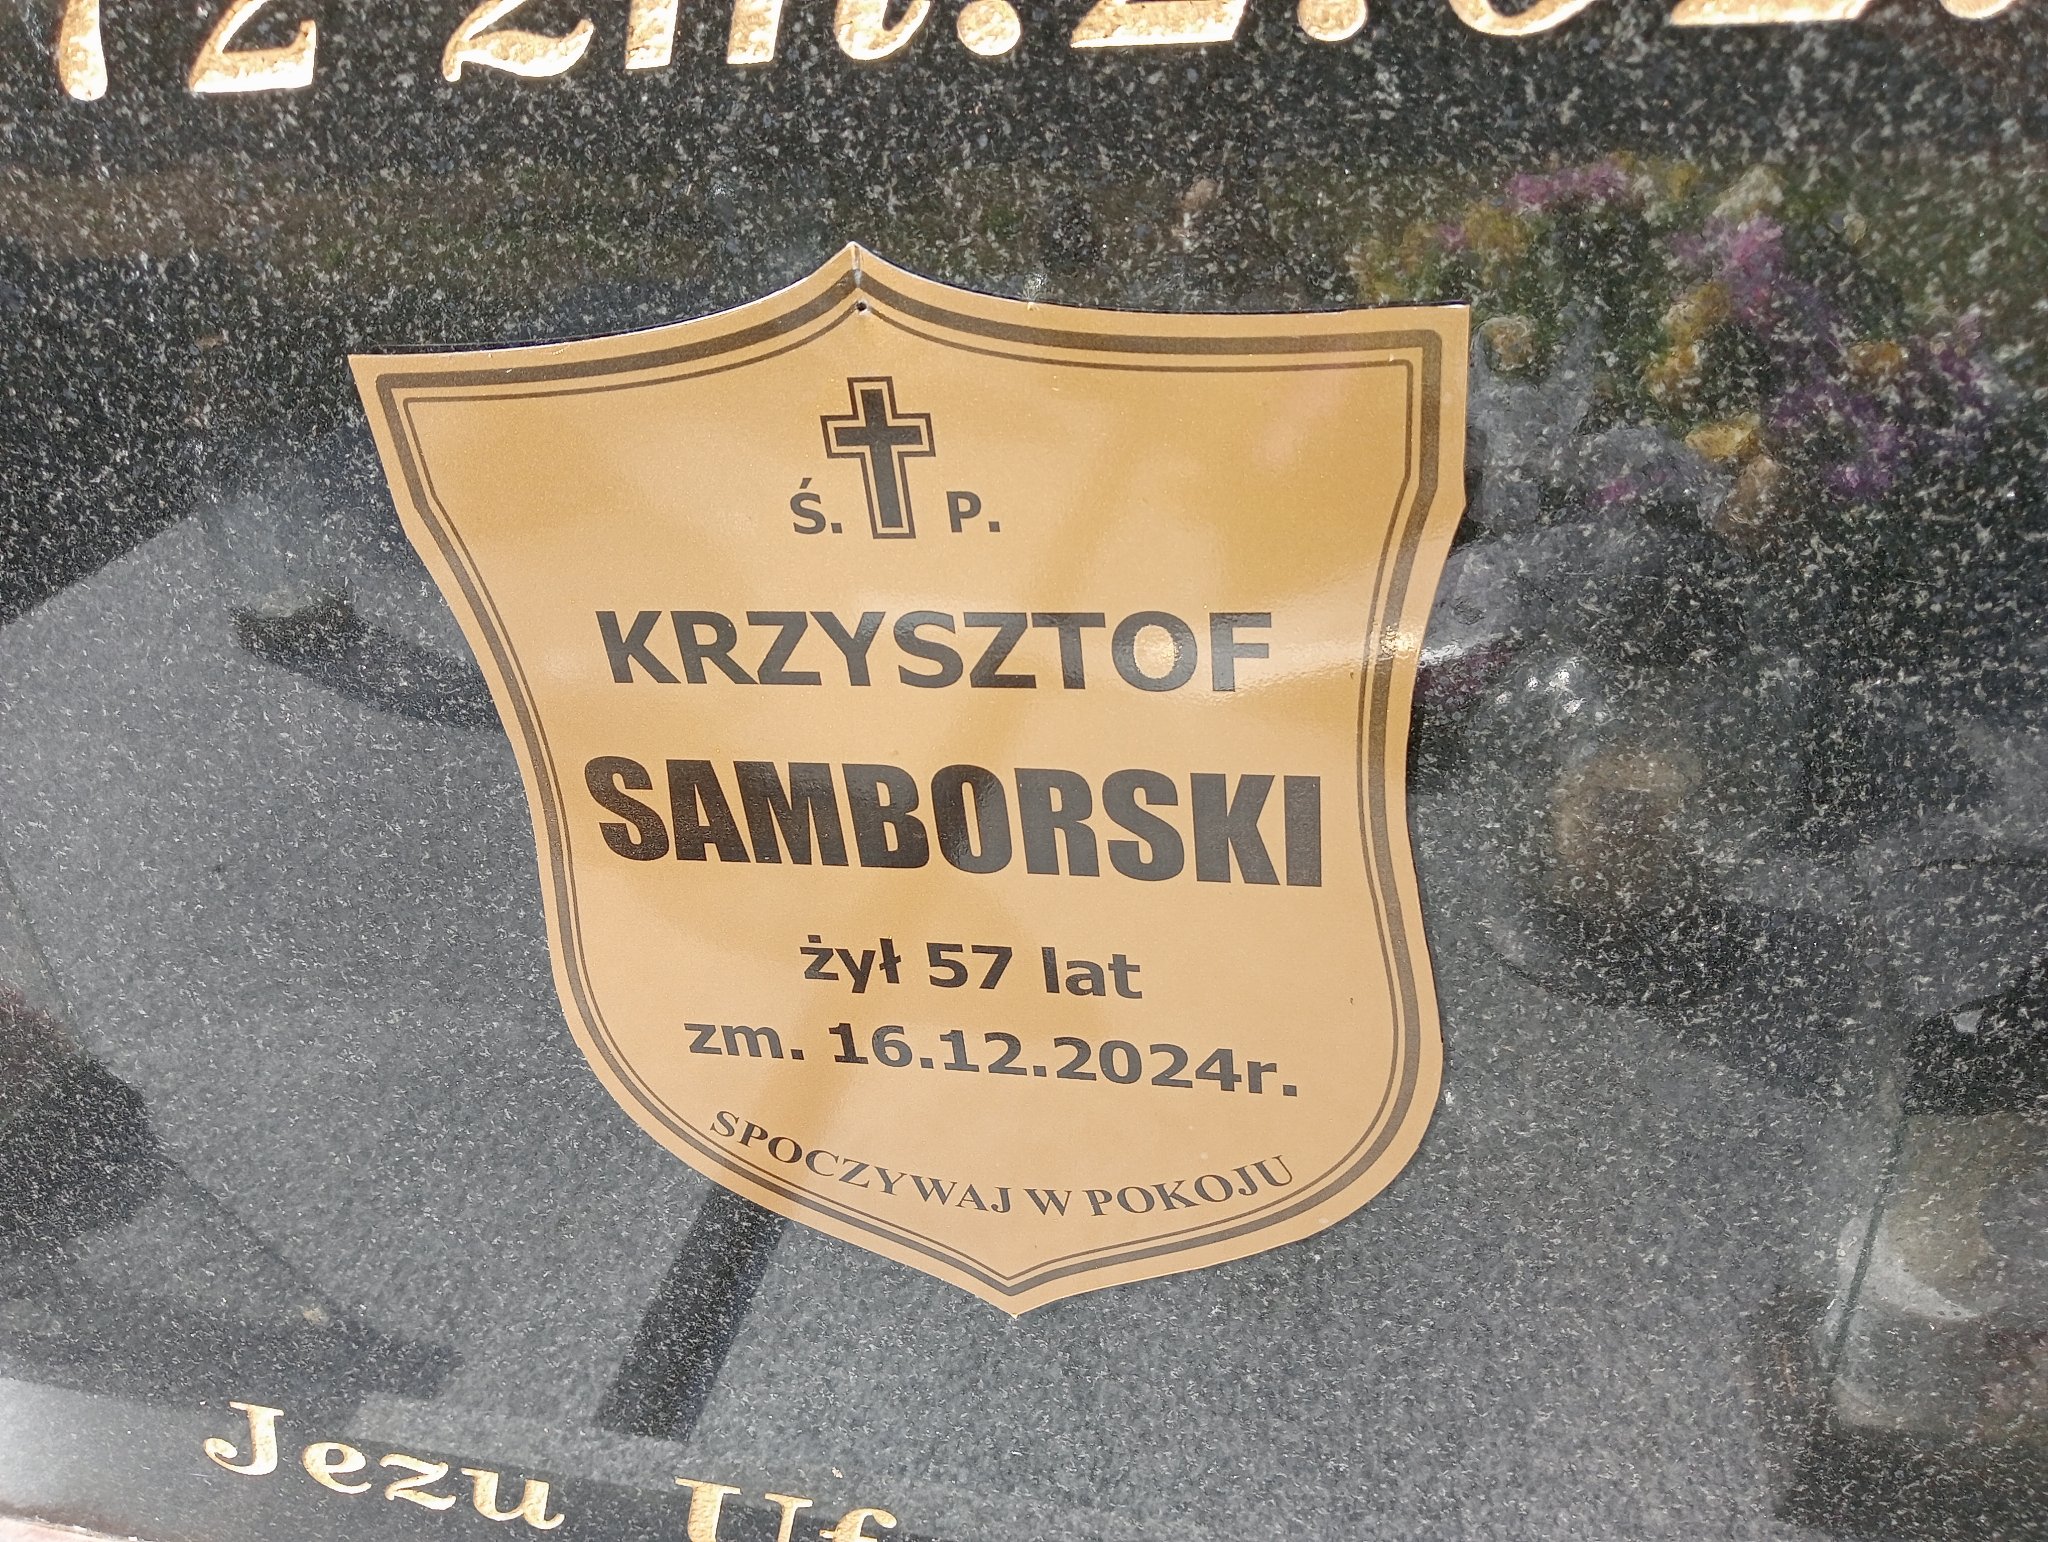 Ś. P.
KRZYSZTOF
SAMBORSKI
żył 57 lat
zm. 16.12.2024r.
SPOCZYWAJ W POKOJU
Jezu